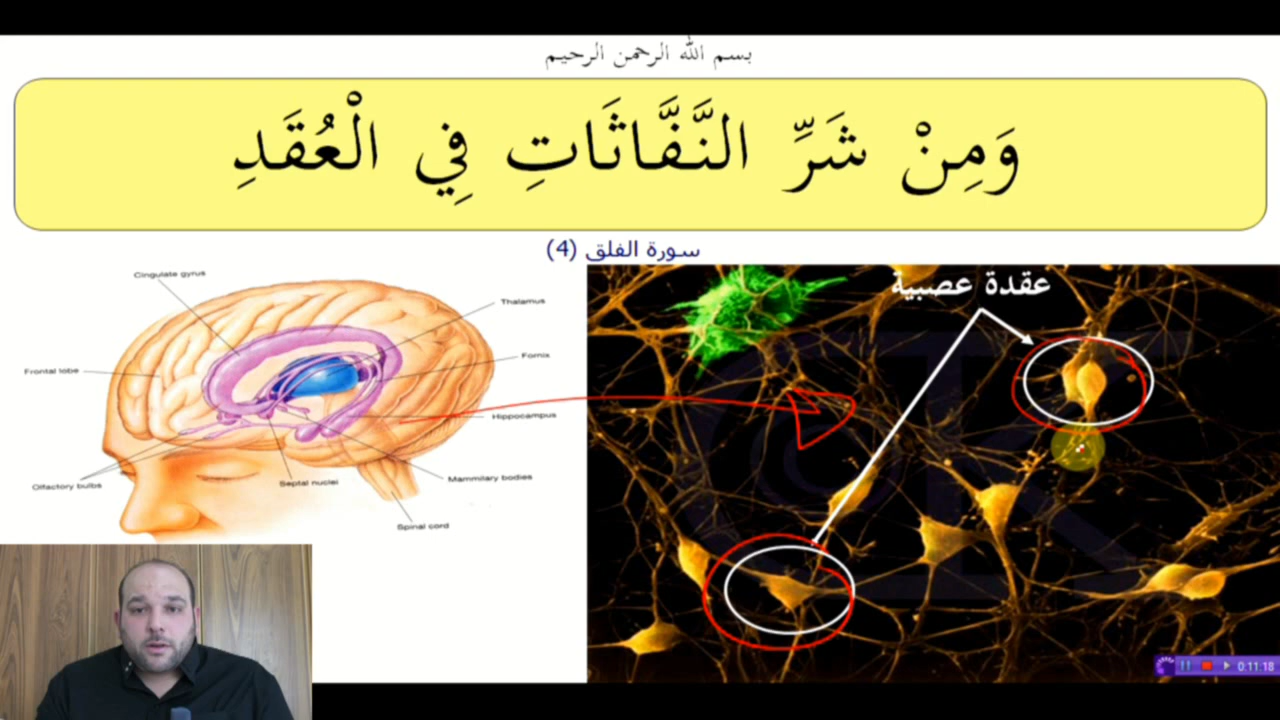 بسم الله الرحمن الرحيم
وَمِنْ شَرِّ النَّفَّاثَاتِ فِي الْعُقَدِ
سورة الفلق (4)
Cingulate gyrus
Thalamus
Fornix
Frontal lobe
Hippocampus
Olfactory bulbs
Septal nuclei
Mammilary bodies
Spinal cord
عقدة عصبية
0:11:18